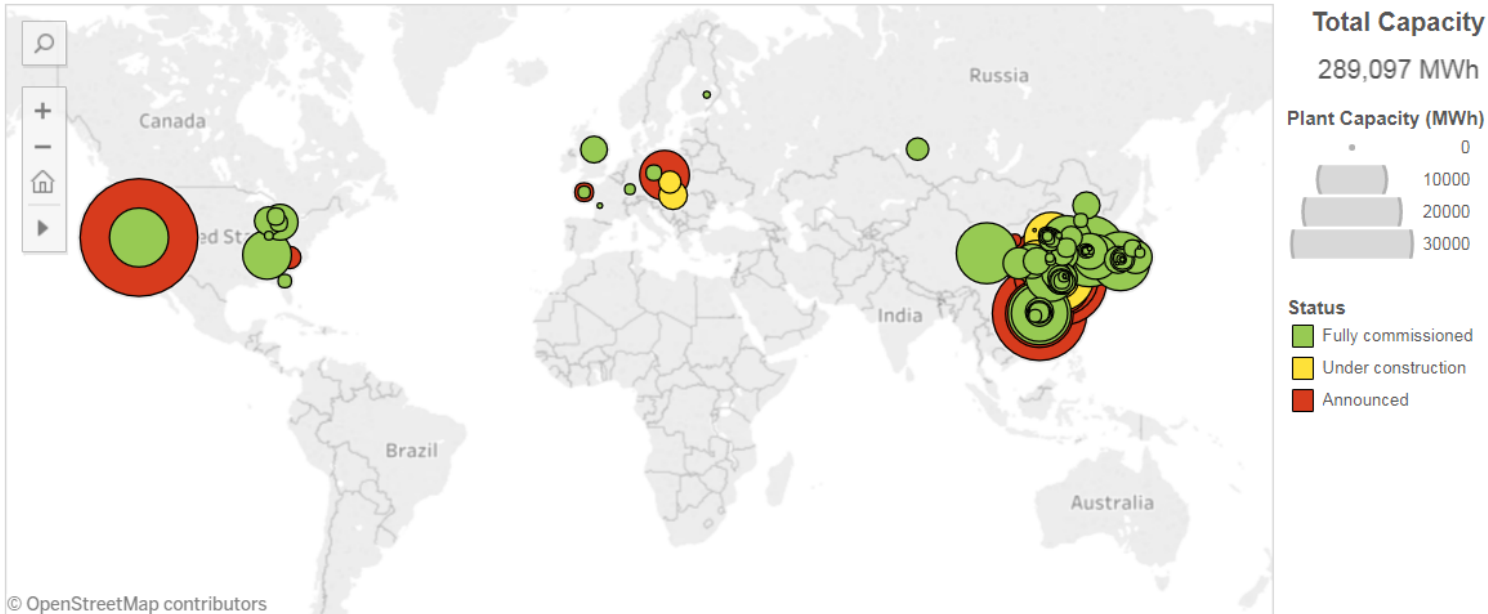 Total Capacity
289,097 MWh
Plant Capacity (MWh)
0
10000
20000
30000
Status
Fully commissioned
Under construction
Announced
Canada
Russia
ed Sta
India
Brazil
Australia
© OpenStreetMap contributors